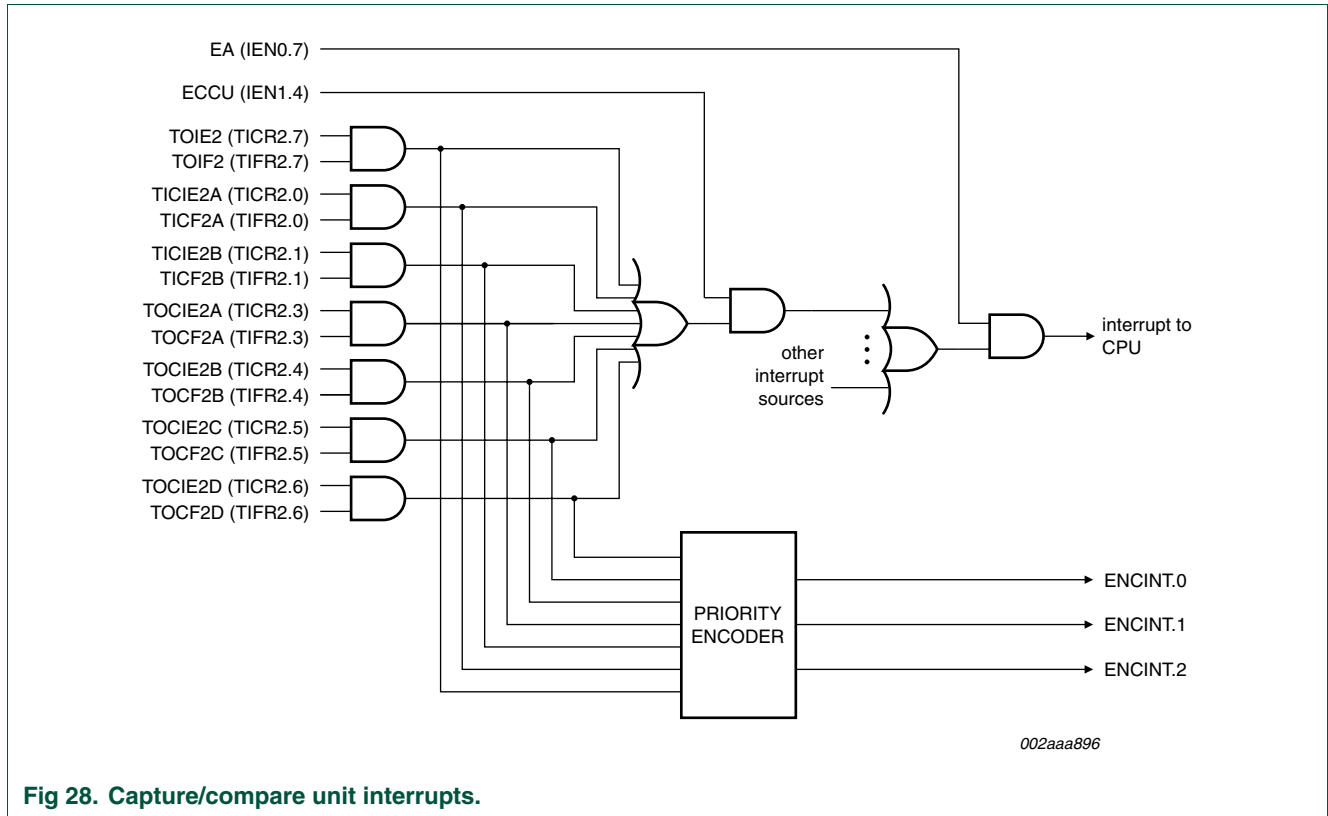 EA (IEN0.7)
ECCU (IEN1.4)
TOIE2 (TICR2.7)
TOIF2 (TIFR2.7)
TICIE2A (TICR2.0)
TICF2A (TIFR2.0)
TICIE2B (TICR2.1)
TICF2B (TIFR2.1)
TOCIE2A (TICR2.3)
TOCF2A (TIFR2.3)
TOCIE2B (TICR2.4)
TOCF2B (TIFR2.4)
TOCIE2C (TICR2.5)
TOCF2C (TIFR2.5)
TOCIE2D (TICR2.6)
TOCF2D (TIFR2.6)
other
interrupt
sources
interrupt to
CPU
PRIORITY
ENCODER
ENCINT.0
ENCINT.1
ENCINT.2
002aaa896
Fig 28. Capture/compare unit interrupts.